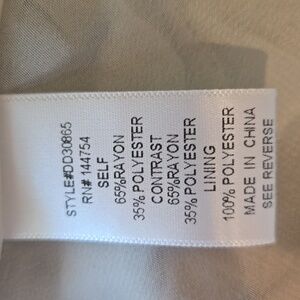 STYLE#DD30865
RN# 144754
SELF
65%RAYON
35% POLYESTER
CONTRAST
65%RAYON
35% POLYESTER
LINING
100% POLYESTER
MADE IN CHINA
SEE REVERSE